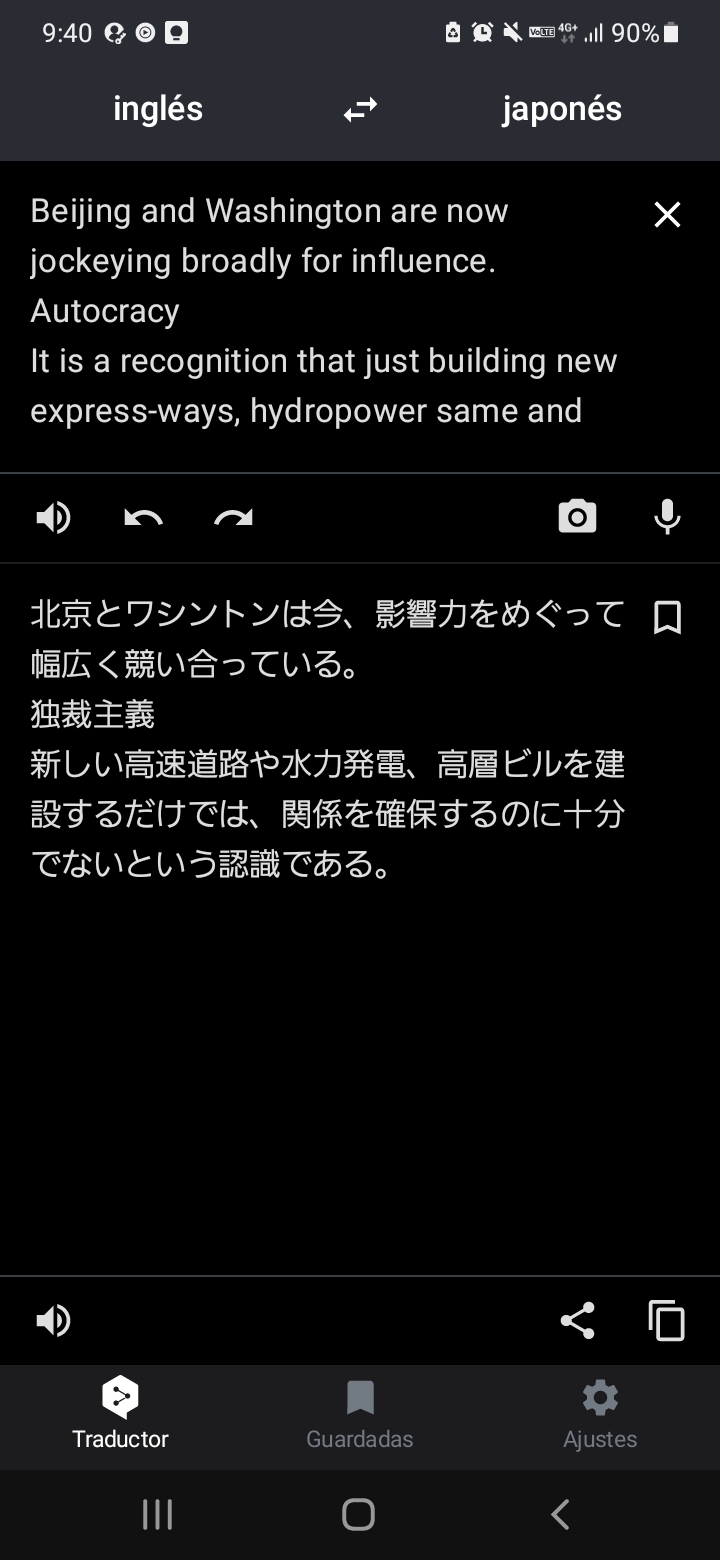 9:40
VoLTE 4G+ 90%
inglés
japonés
Beijing and Washington are now
jockeying broadly for influence.
Autocracy
It is a recognition that just building new
express-ways, hydropower same and
北京とワシントンは今、影響力をめぐって
幅広く競い合っている。
独裁主義
新しい高速道路や水力発電、高層ビルを建
設するだけでは、関係を確保するのに十分
でないという認識である。
Traductor
Guardadas
Ajustes